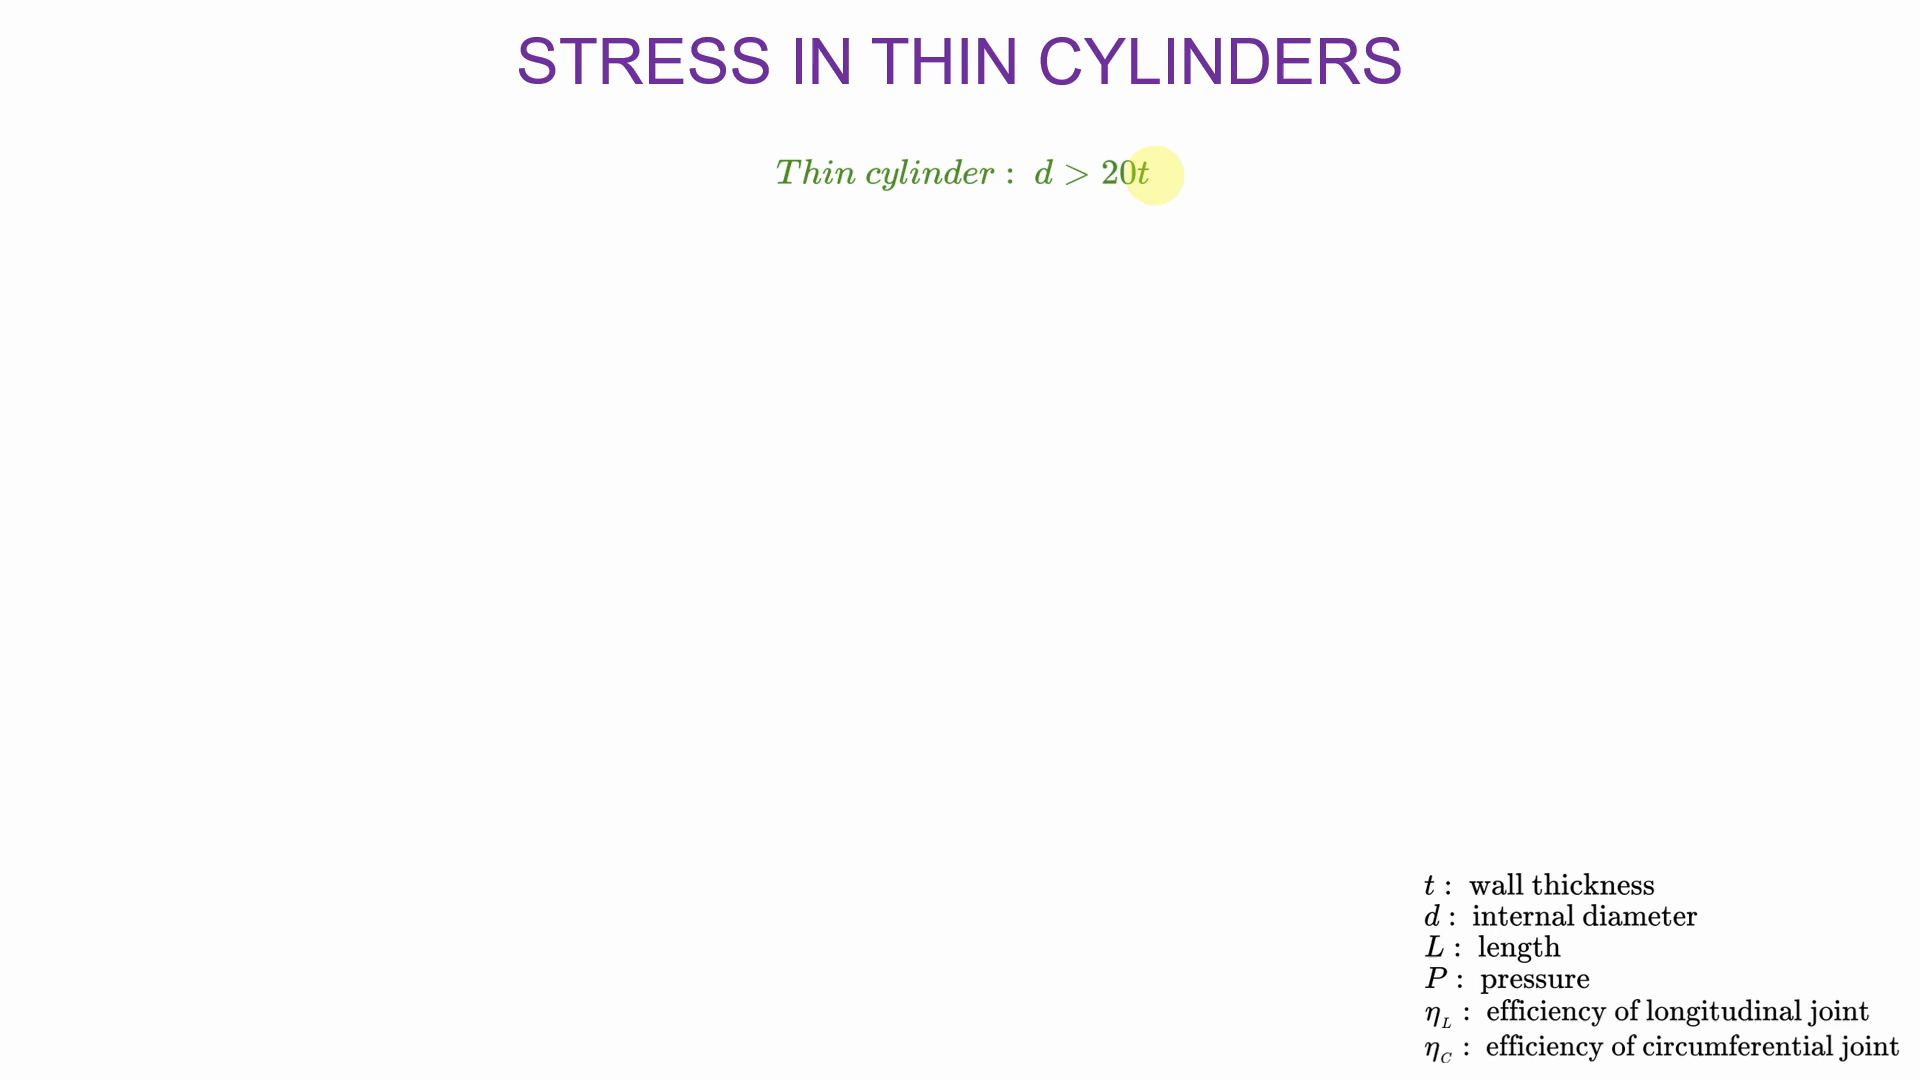 STRESS IN THIN CYLINDERS
Thin cylinder : d > 20t
t : wall thickness
d : internal diameter
L : length
P : pressure
η_L : efficiency of longitudinal joint
η_C : efficiency of circumferential joint